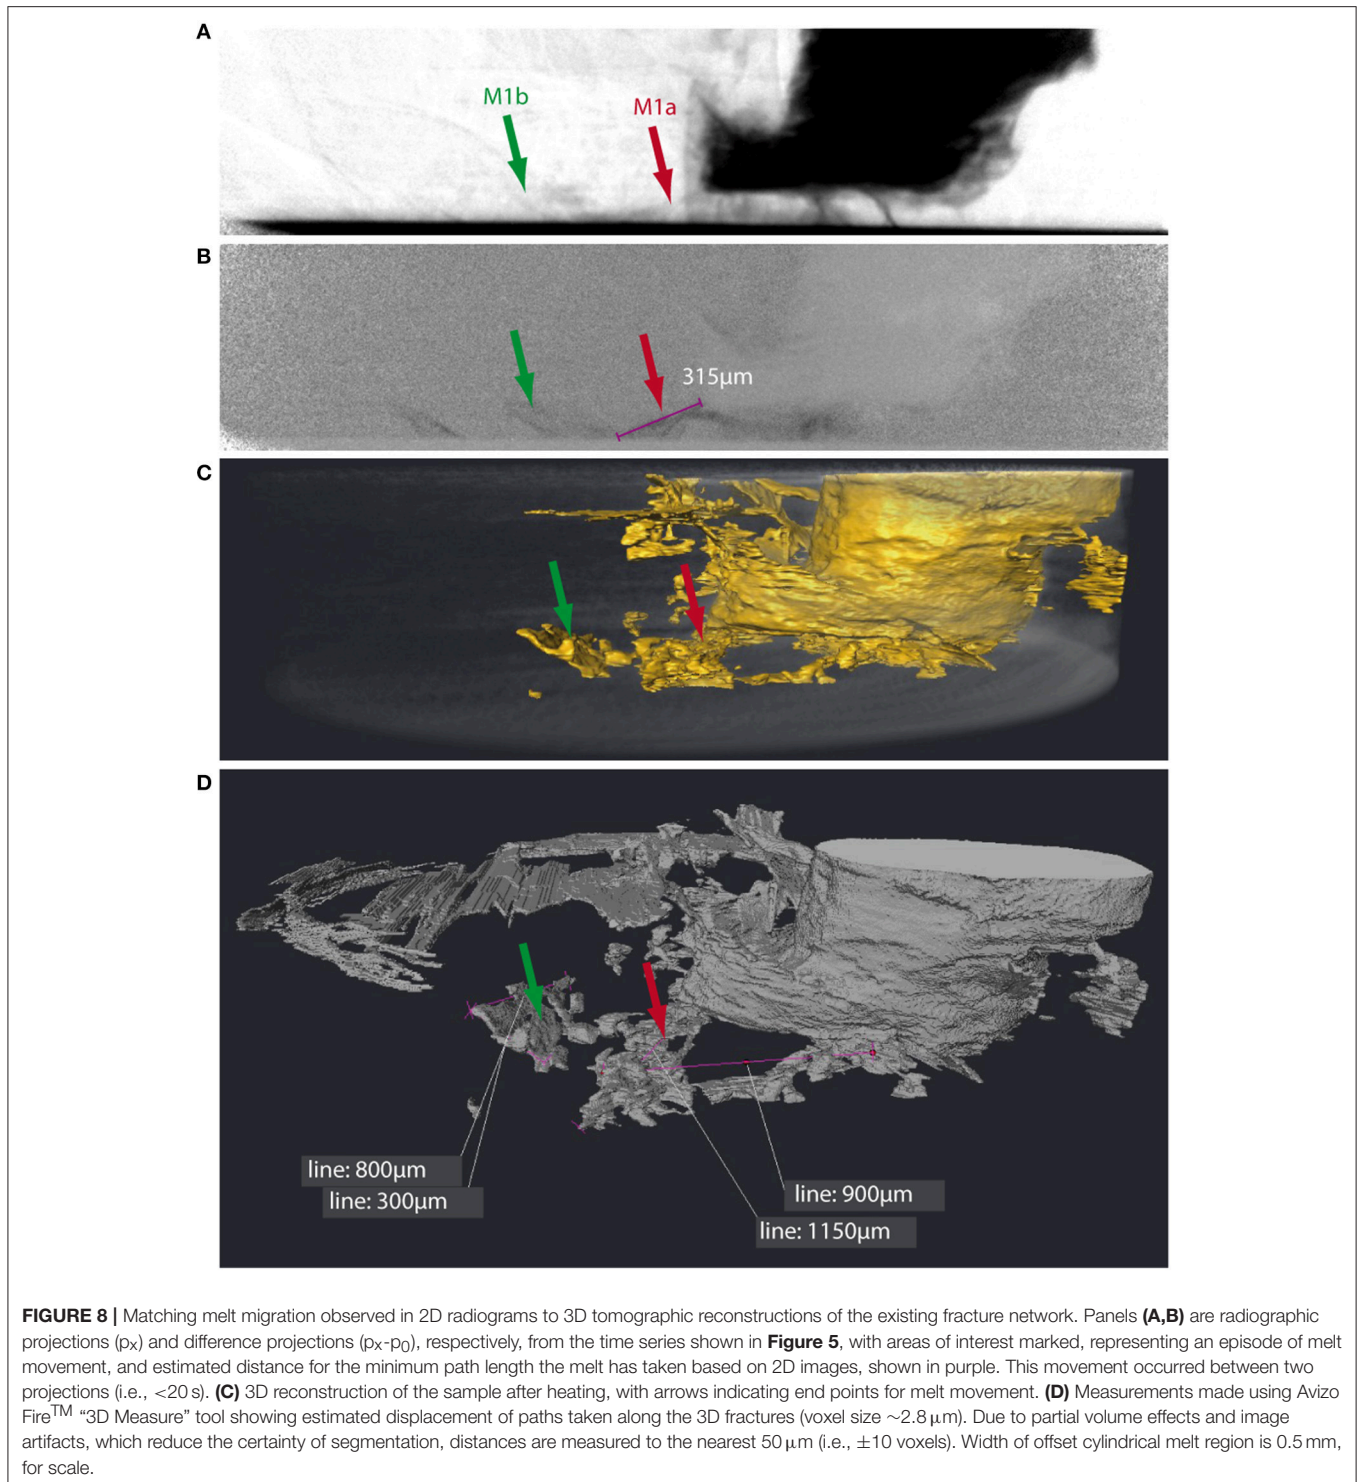 A
M1b
M1a
B
315μm
C
D
line: 800μm
line: 300μm
line: 900μm
line: 1150μm
FIGURE 8 | Matching melt migration observed in 2D radiograms to 3D tomographic reconstructions of the existing fracture network. Panels (A,B) are radiographic
projections (px) and difference projections (px-p0), respectively, from the time series shown in Figure 5, with areas of interest marked, representing an episode of melt
movement, and estimated distance for the minimum path length the melt has taken based on 2D images, shown in purple. This movement occurred between two
projections (i.e., <20 s). (C) 3D reconstruction of the sample after heating, with arrows indicating end points for melt movement. (D) Measurements made using Avizo
Fire™ “3D Measure” tool showing estimated displacement of paths taken along the 3D fractures (voxel size ~2.8 μm). Due to partial volume effects and image
artifacts, which reduce the certainty of segmentation, distances are measured to the nearest 50 μm (i.e., ±10 voxels). Width of offset cylindrical melt region is 0.5 mm,
for scale.